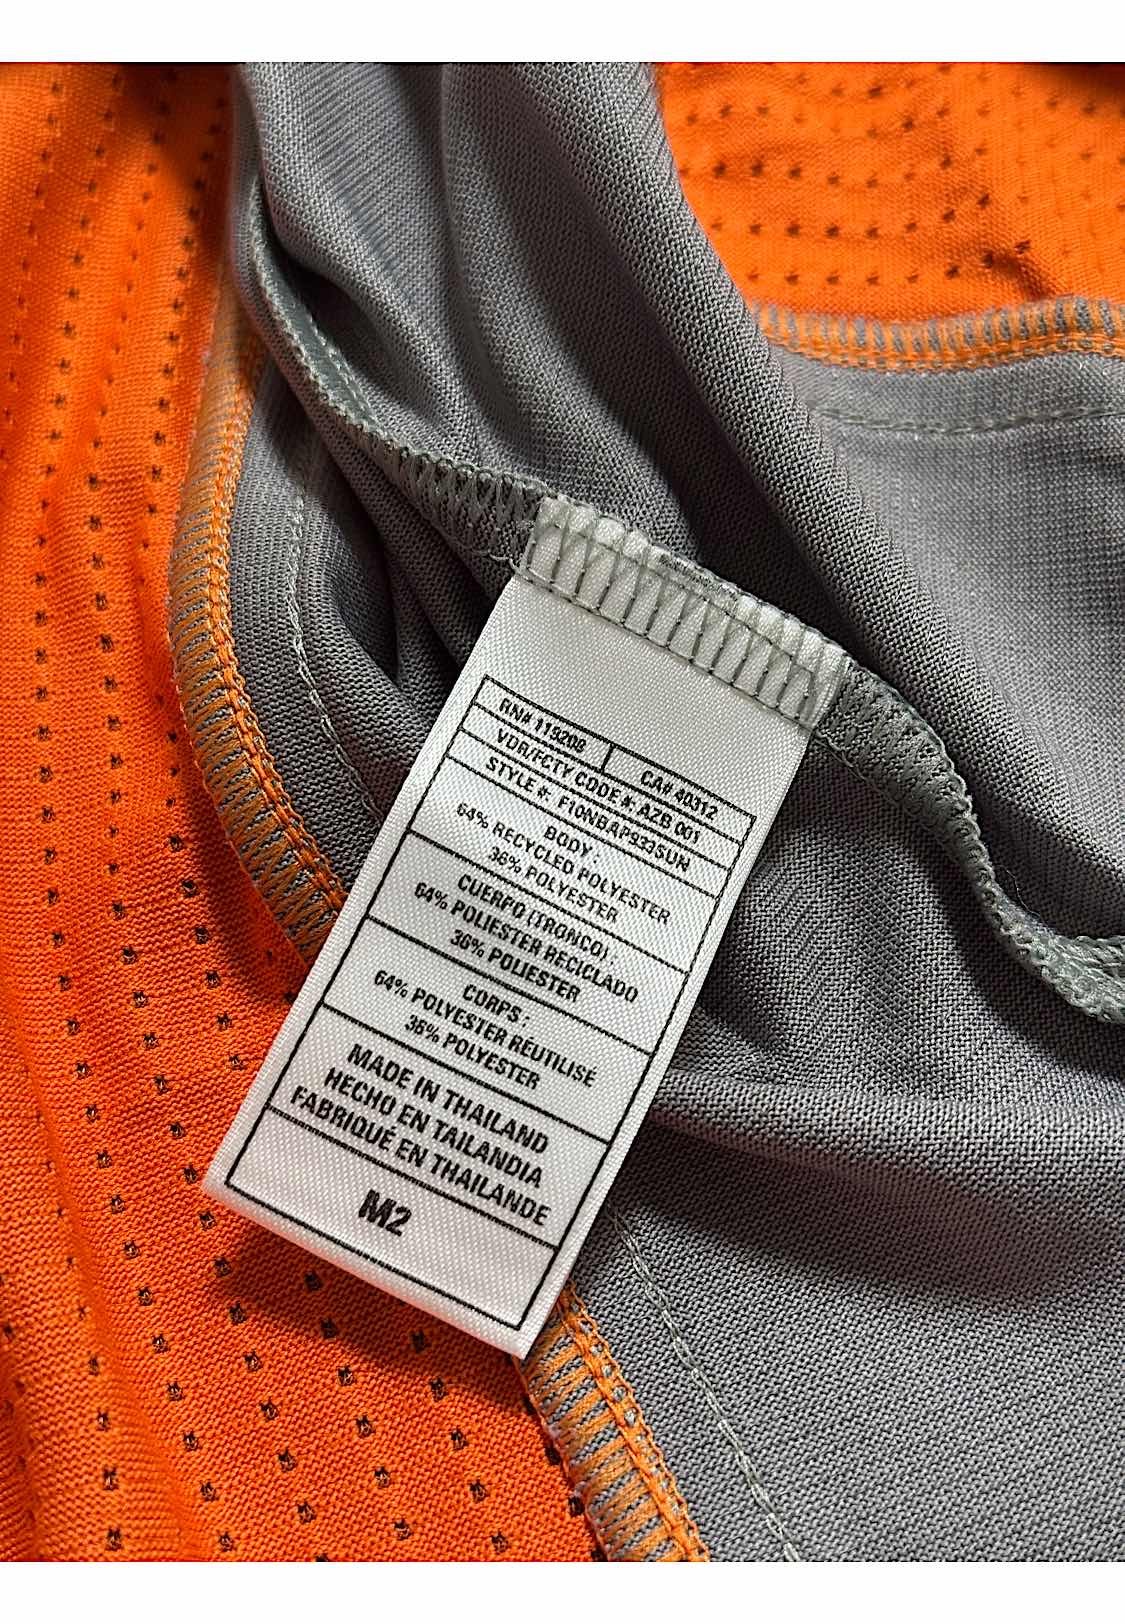 RN# 115208 CA# 40312
VDR/FCTY CODE #: AZB 001
STYLE #: F10NBAP933SUN
BODY :
64% RECYCLED POLYESTER
36% POLYESTER
CUERPO (TRONCO) :
64% POLIESTER RECICLADO
36% POLIESTER
CORPS :
64% POLYESTER RÉUTILISÉ
36% POLYESTER
MADE IN THAILAND
HECHO EN TAILANDIA
FABRIQUÉ EN THAILANDE
M2